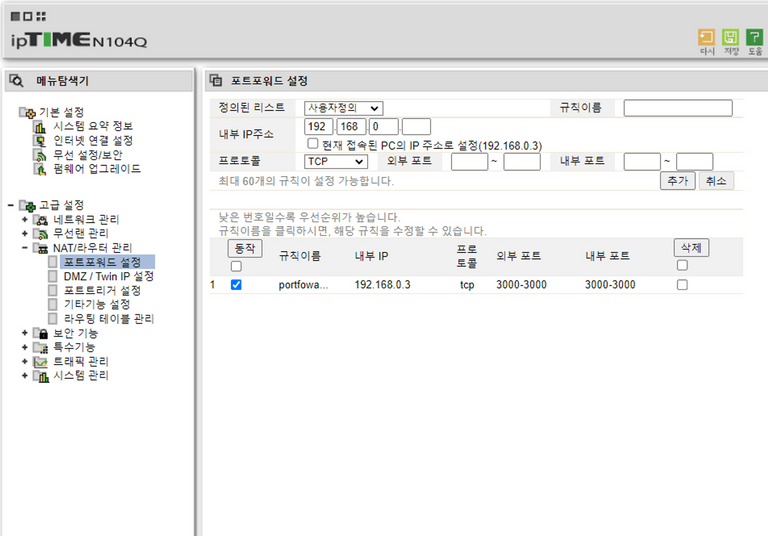 ipTIME N104Q
다시 저장 도움
메뉴탐색기
기본 설정
시스템 요약 정보
인터넷 연결 설정
무선 설정/보안
펌웨어 업그레이드
고급 설정
네트워크 관리
무선랜 관리
NAT/라우터 관리
포트포워드 설정
DMZ / Twin IP 설정
포트트리거 설정
기타기능 설정
라우팅 테이블 관리
보안 기능
특수기능
트래픽 관리
시스템 관리
포트포워드 설정
정의된 리스트 사용자정의 규칙이름
내부 IP주소 192 . 168 . 0 .
현재 접속된 PC의 IP 주소로 설정(192.168.0.3)
프로토콜 TCP 외부 포트 ~ 내부 포트 ~
최대 60개의 규칙이 설정 가능합니다. 추가 취소
낮은 번호일수록 우선순위가 높습니다.
규칙이름을 클릭하시면, 해당 규칙을 수정할 수 있습니다.
동작 규칙이름 내부 IP 프로토콜 외부 포트 내부 포트 삭제
1 portfowa... 192.168.0.3 tcp 3000-3000 3000-3000